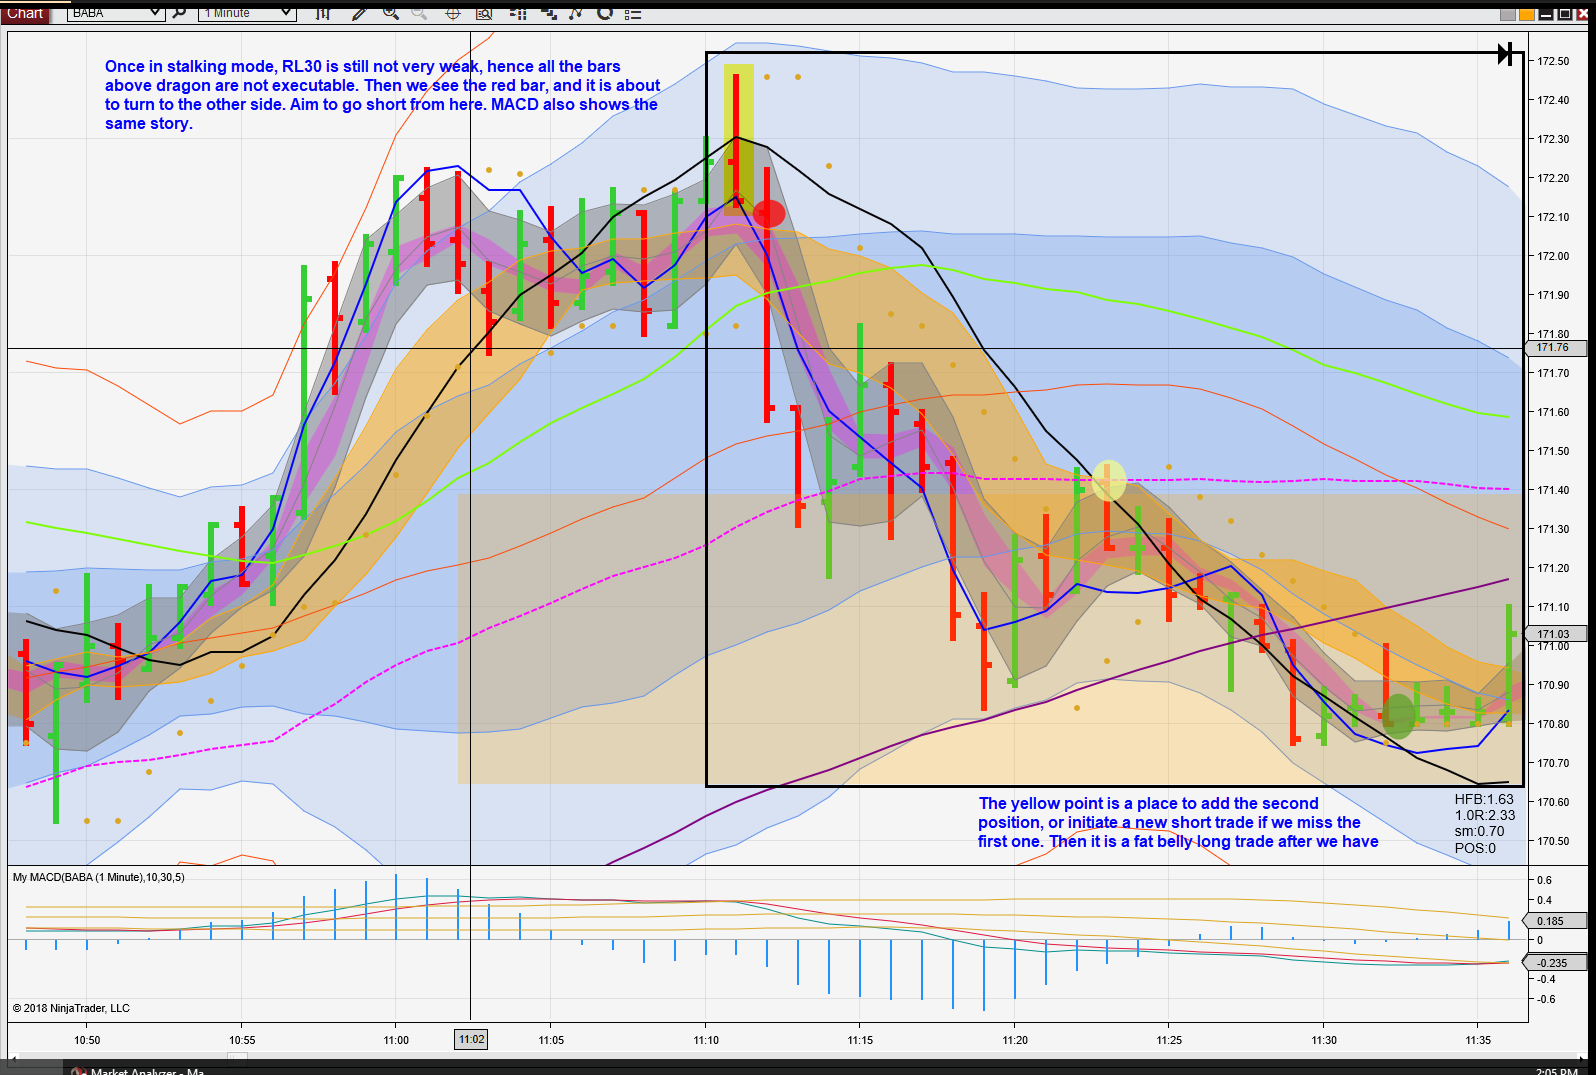 Chart
BABA
1 Minute
Once in stalking mode, RL30 is still not very weak, hence all the bars
above dragon are not executable. Then we see the red bar, and it is about
to turn to the other side. Aim to go short from here. MACD also shows the
same story.
172.50
172.40
172.30
172.20
172.10
172.00
171.90
171.80
171.76
171.70
171.60
171.50
171.40
171.30
171.20
171.10
171.03
171.00
170.90
170.80
170.70
170.60
170.50
The yellow point is a place to add the second
position, or initiate a new short trade if we miss the
first one. Then it is a fat belly long trade after we have
HFB:1.63
1.0R:2.33
sm:0.70
POS:0
My MACD(BABA (1 Minute),10,30,5)
0.6
0.4
0.185
0
-0.235
-0.4
-0.6
© 2018 NinjaTrader, LLC
10:50
10:55
11:00
11:02
11:05
11:10
11:15
11:20
11:25
11:30
11:35
Market Analyzer - Ma
2:05 PM